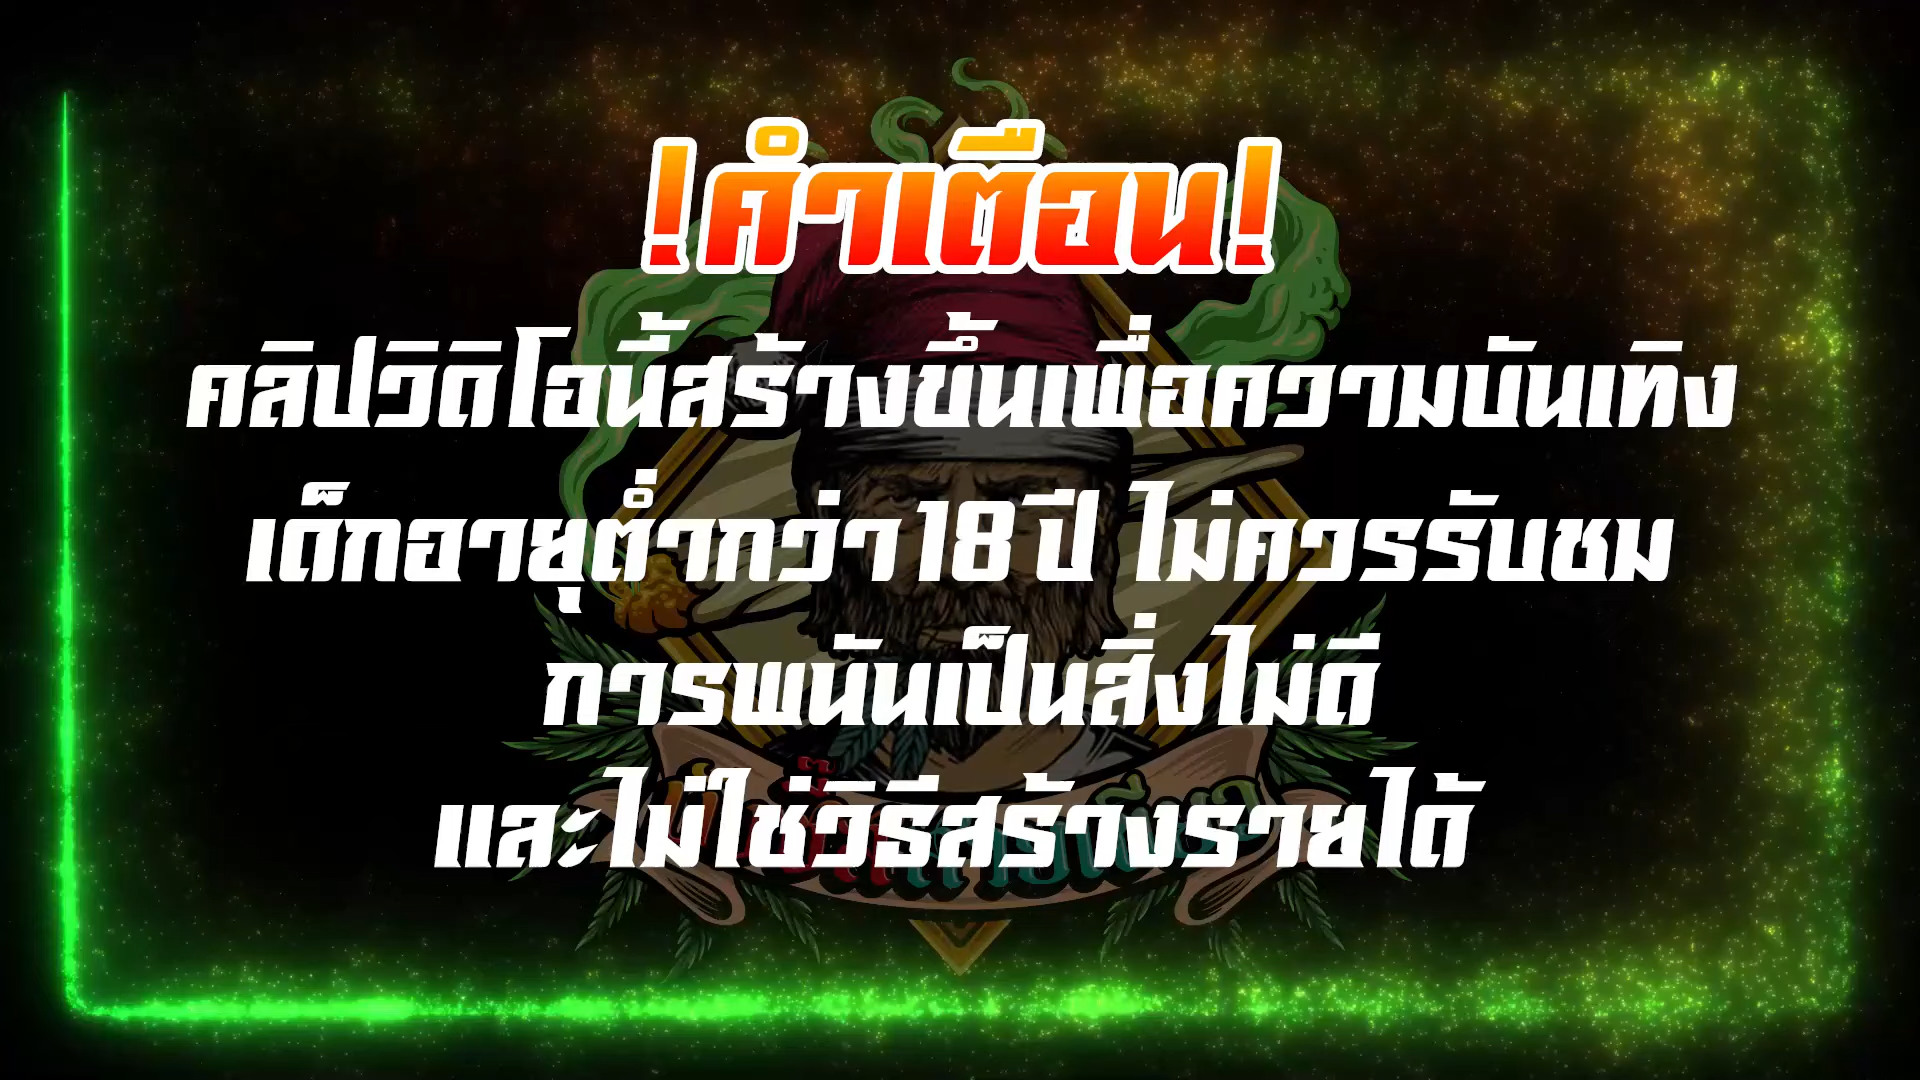 !คำเตือน!
คลิปวิดิโอนี้สร้างขึ้นเพื่อความบันเทิง
เด็กอายุต่ำกว่า 18 ปี ไม่ควรรับชม
การพนันเป็นสิ่งไม่ดี
และไม่ใช่วิธีสร้างรายได้